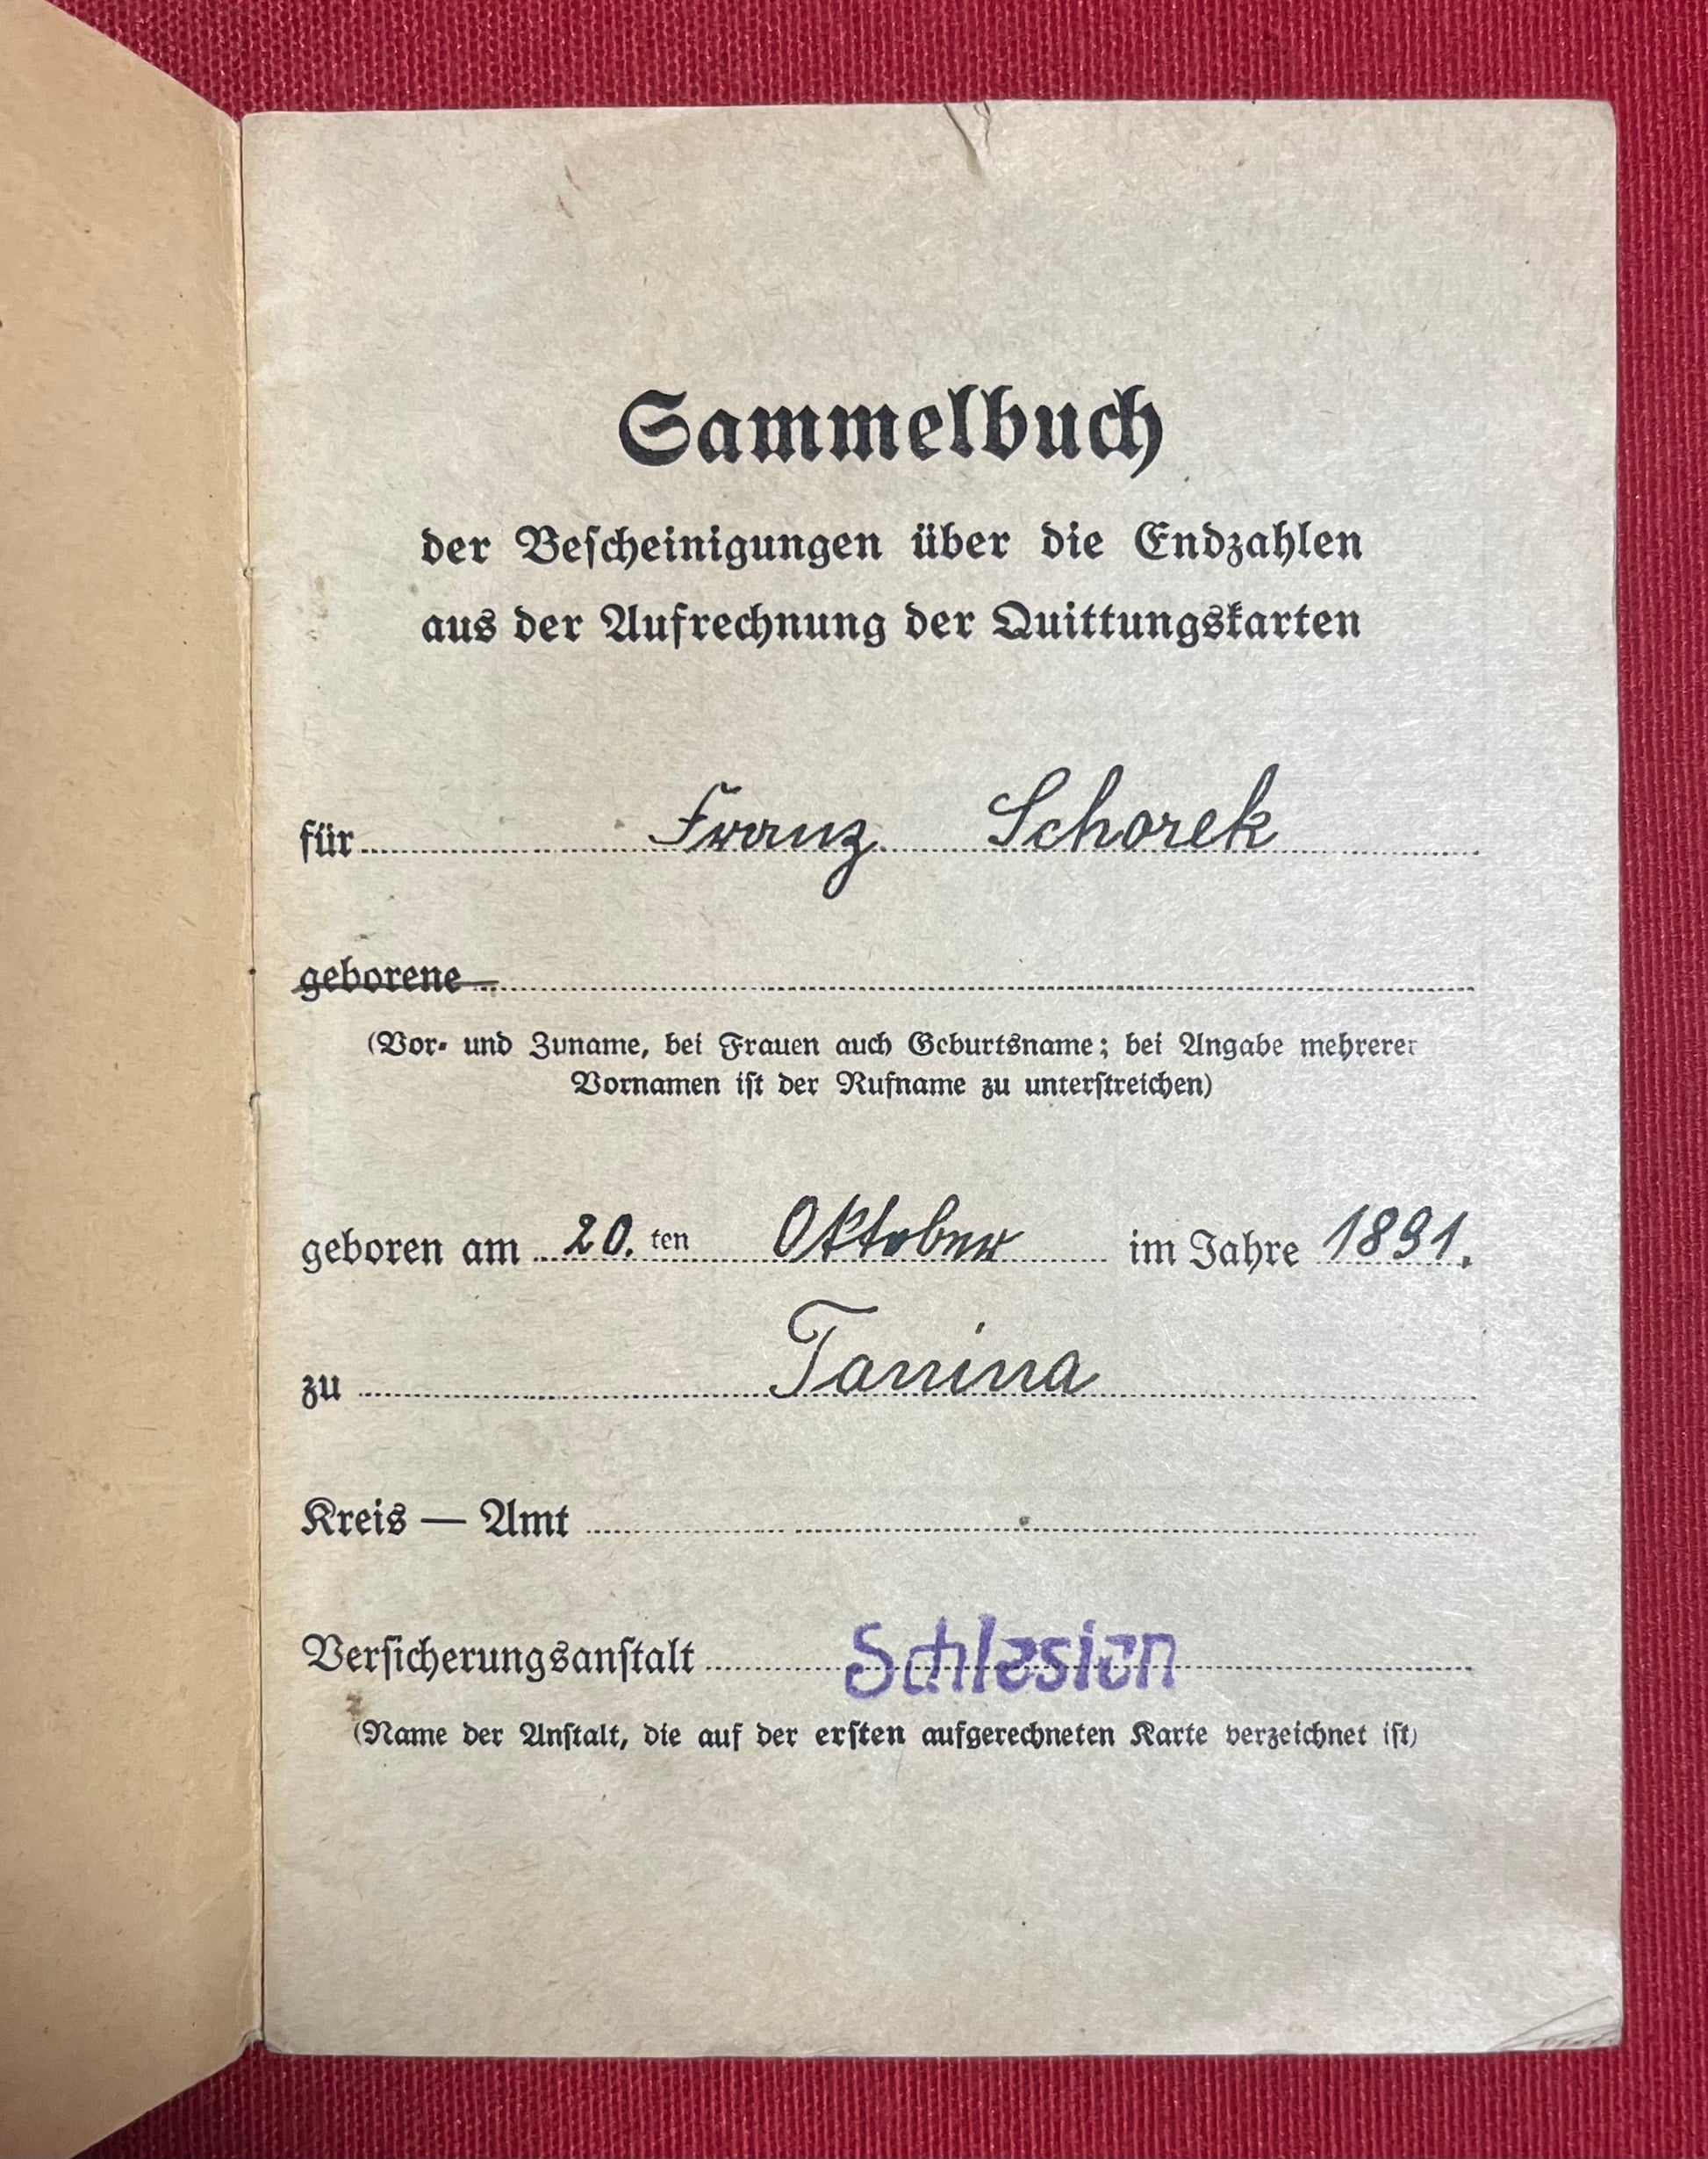 Sammelbuch
der Bescheinigungen über die Endzahlen
aus der Aufrechnung der Quittungskarten
für Franz Schorek
geborene
(Vor- und Zuname, bei Frauen auch Geburtsname; bei Angabe mehrerer
Vornamen ist der Rufname zu unterstreichen)
geboren am 20. ten Oktober im Jahre 1891.
zu Tanina
Kreis — Amt
Versicherungsanstalt Schlesien
(Name der Anstalt, die auf der ersten aufgerechneten Karte verzeichnet ist)